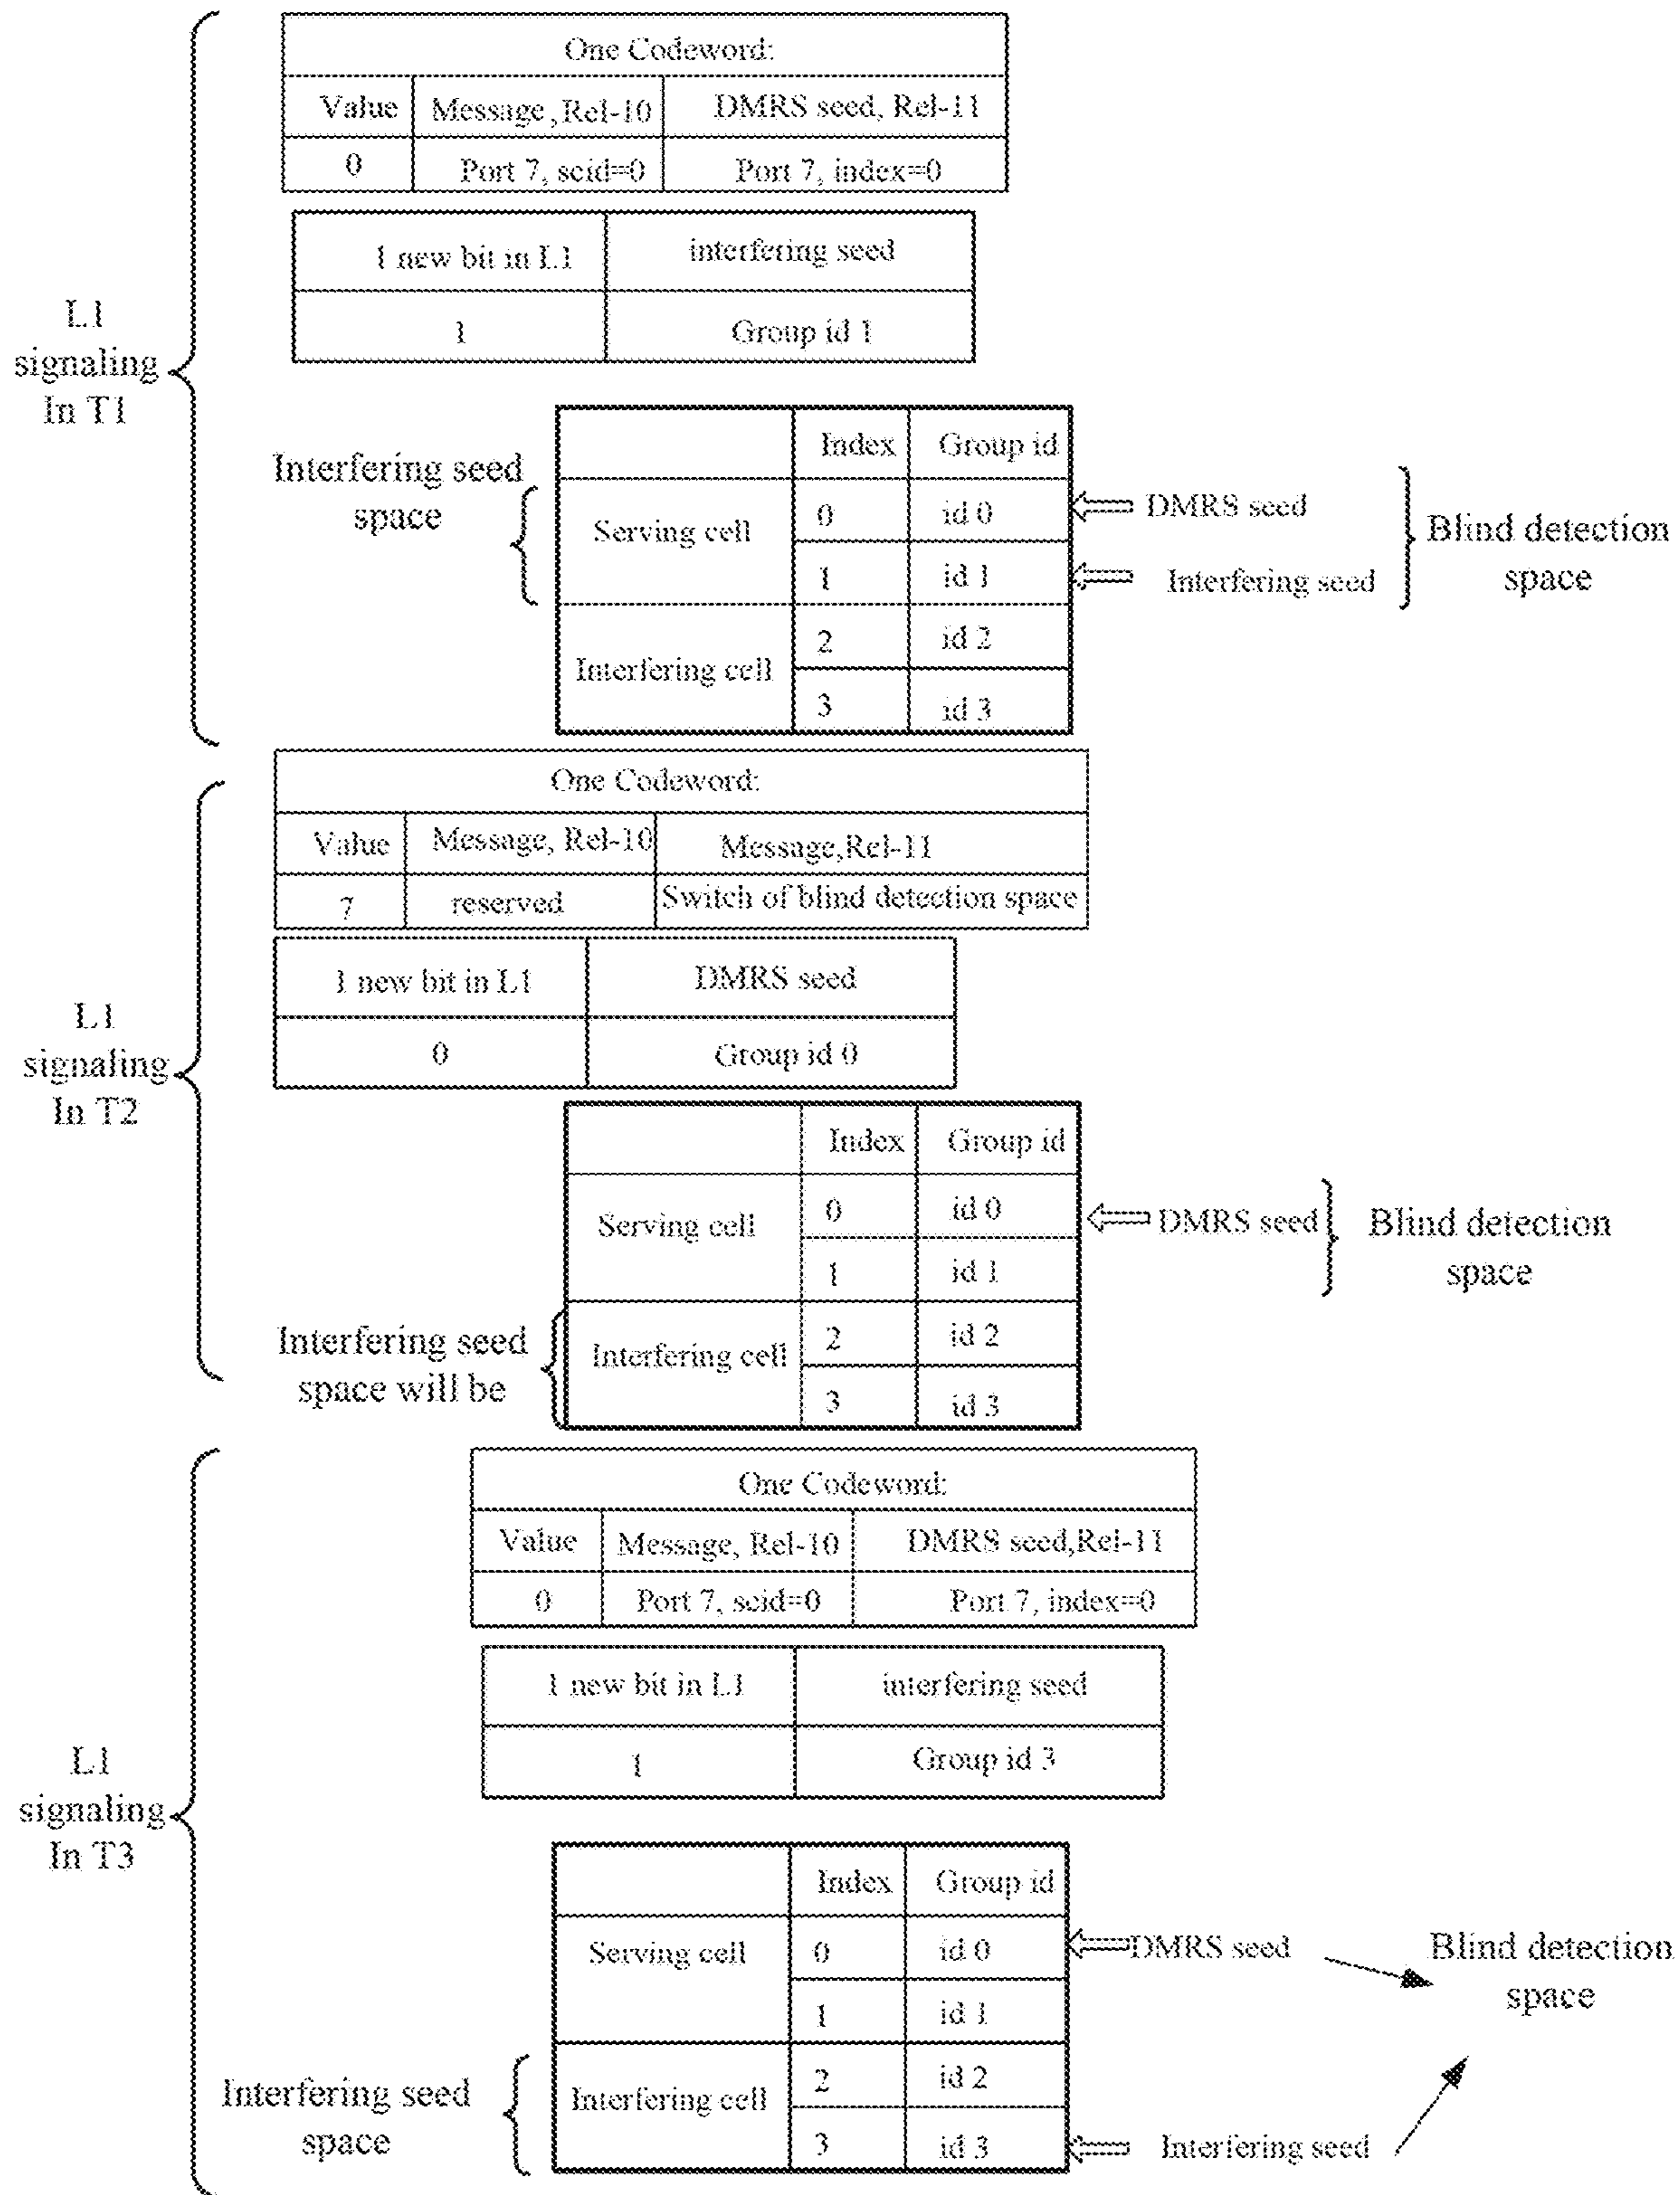 L1
signaling
In T1
One Codeword:
Value Message, Rel-10 DMRS seed, Rel-11
0 Port 7, scid=0 Port 7, index=0
1 new bit in L1 interfering seed
1 Group id 1
Interfering seed
space
Index Group id
Serving cell 0 id 0 DMRS seed
1 id 1 Interfering seed
Blind detection
space
Interfering cell 2 id 2
3 id 3
L1
signaling
In T2
One Codeword:
Value Message, Rel-10 Message,Rel-11
7 reserved Switch of blind detection space
1 new bit in L1 DMRS seed
0 Group id 0
Index Group id
Serving cell 0 id 0 DMRS seed
1 id 1
Blind detection
space
Interfering seed
space will be
Interfering cell 2 id 2
3 id 3
L1
signaling
In T3
One Codeword:
Value Message, Rel-10 DMRS seed,Rel-11
0 Port 7, scid=0 Port 7, index=0
1 new bit in L1 interfering seed
1 Group id 3
Index Group id
Serving cell 0 id 0 DMRS seed
1 id 1
Blind detection
space
Interfering seed
space
Interfering cell 2 id 2
3 id 3 Interfering seed